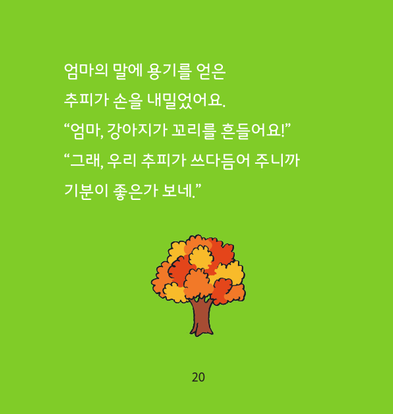 엄마의 말에 용기를 얻은
추피가 손을 내밀었어요.
“엄마, 강아지가 꼬리를 흔들어요!”
“그래, 우리 추피가 쓰다듬어 주니까
기분이 좋은가 보네.”
20